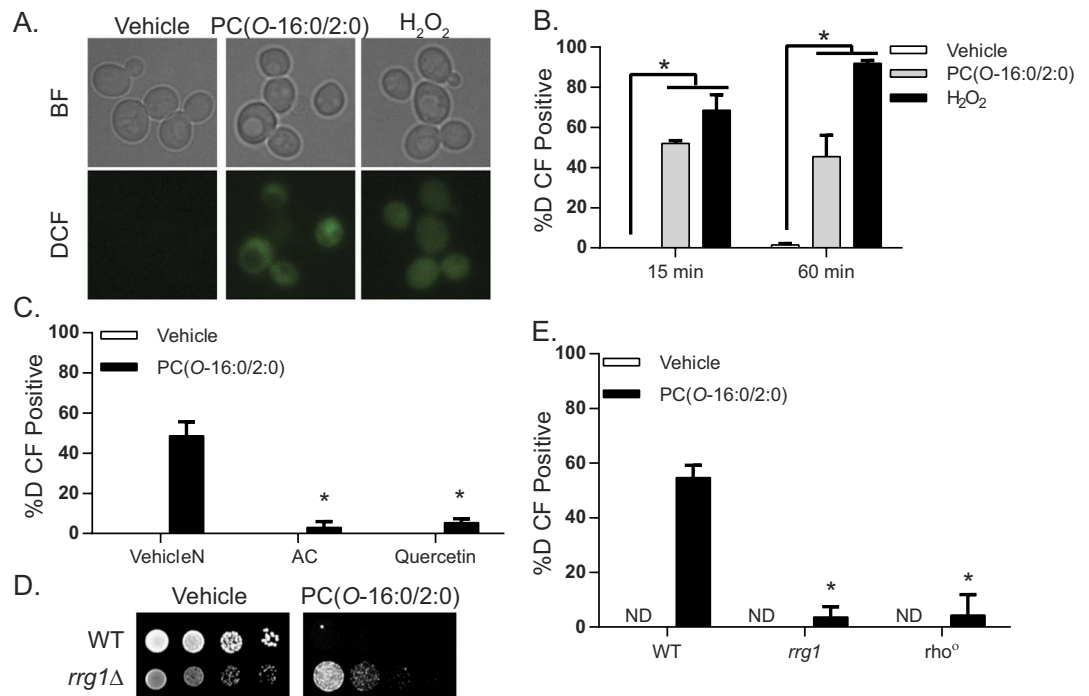 A.
Vehicle PC(O-16:0/2:0) H2O2
BF
DCF
B.
100
80
60
40
20
0
%D CF Positive
*
*
Vehicle
PC(O-16:0/2:0)
H2O2
15 min
60 min
C.
100
80
60
40
20
0
%D CF Positive
Vehicle
PC(O-16:0/2:0)
*
*
VehicleN
AC
Quercetin
D.
Vehicle
PC(O-16:0/2:0)
WT
rrg1Δ
E.
100
80
60
40
20
0
%D CF Positive
Vehicle
PC(O-16:0/2:0)
ND
ND
*
ND
*
WT
rrg1
rho⁰